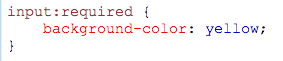 input:required {
    background-color: yellow;
}